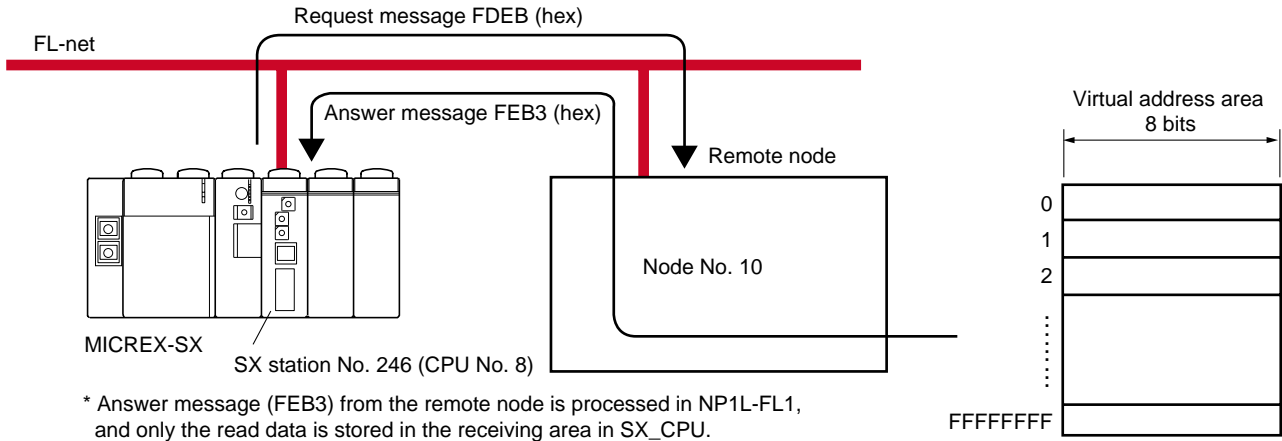 Request message FDEB (hex)
FL-net
Answer message FEB3 (hex)
Remote node
Node No. 10
MICREX-SX
SX station No. 246 (CPU No. 8)
* Answer message (FEB3) from the remote node is processed in NP1L-FL1,
and only the read data is stored in the receiving area in SX_CPU.
Virtual address area
8 bits
0
1
2
FFFFFFFF